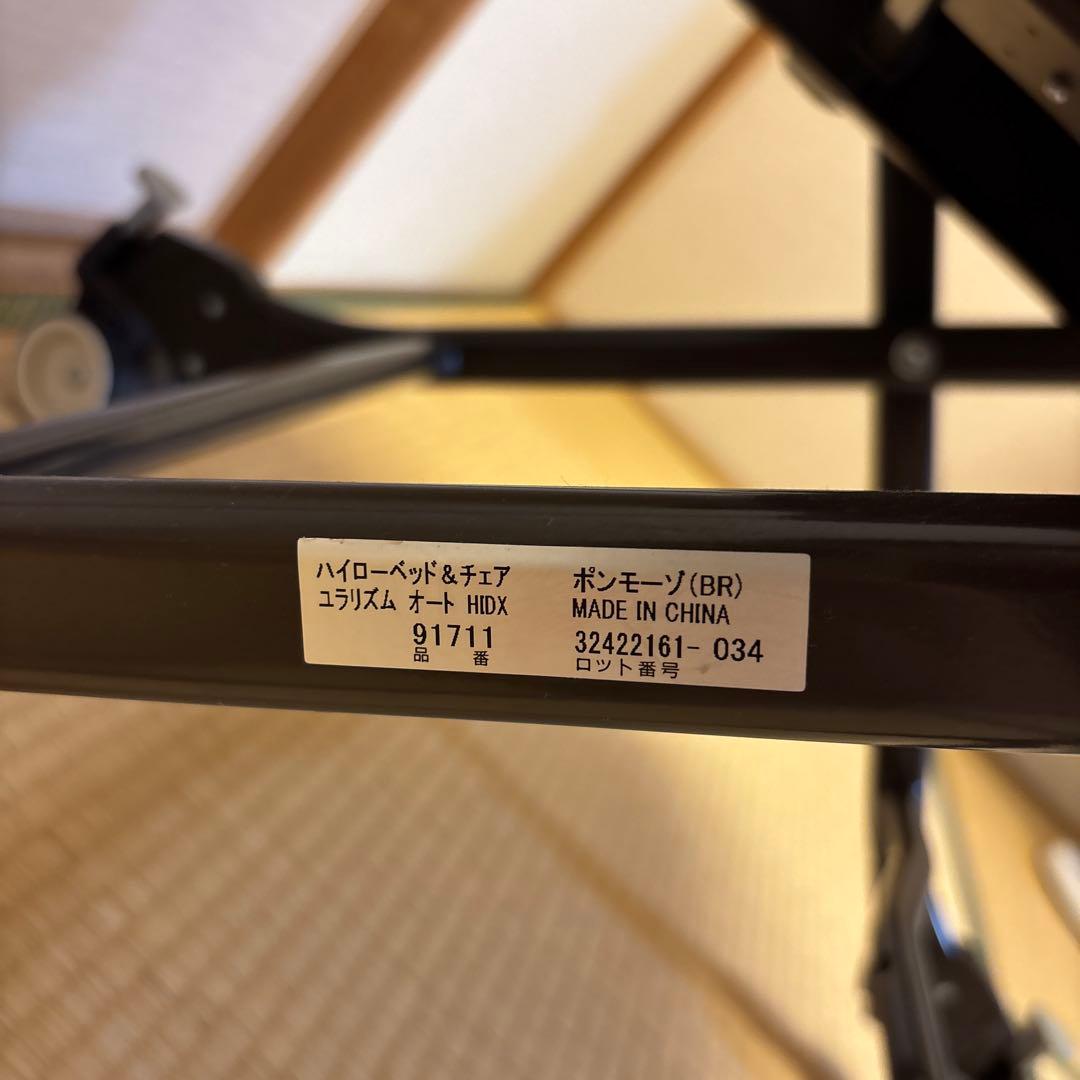 ハイローベッド&チェア ポンモーゾ(BR)
ユラリズム オート HIDX MADE IN CHINA
91711 32422161- 034
品 番 ロット番号